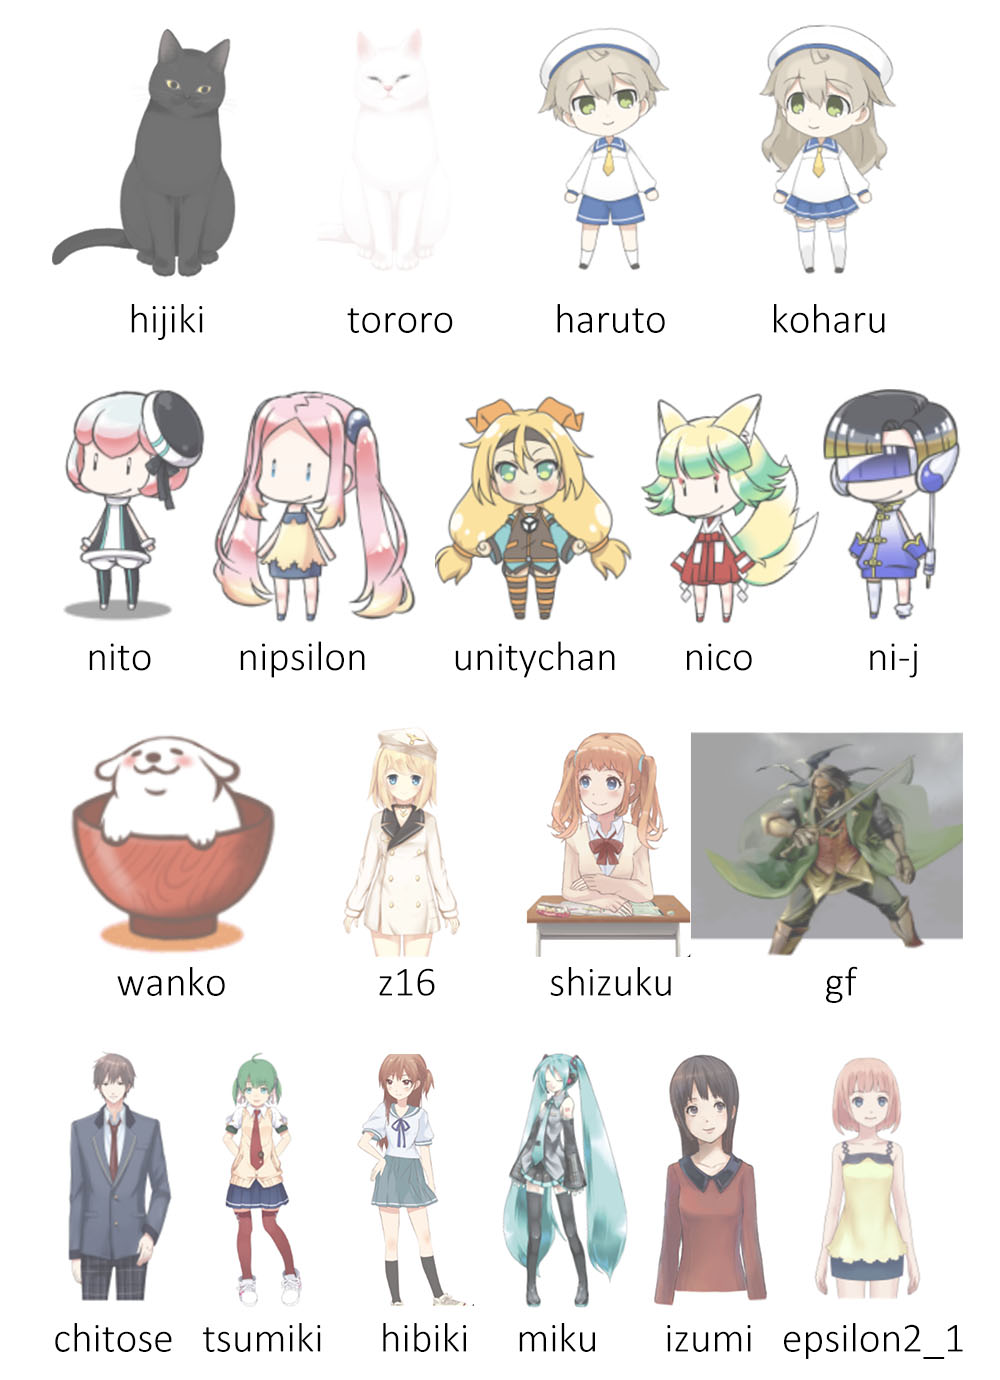 hijiki tororo haruto koharu
nito nipsilon unitychan nico ni-j
wanko z16 shizuku gf
chitose tsumiki hibiki miku izumi epsilon2_1